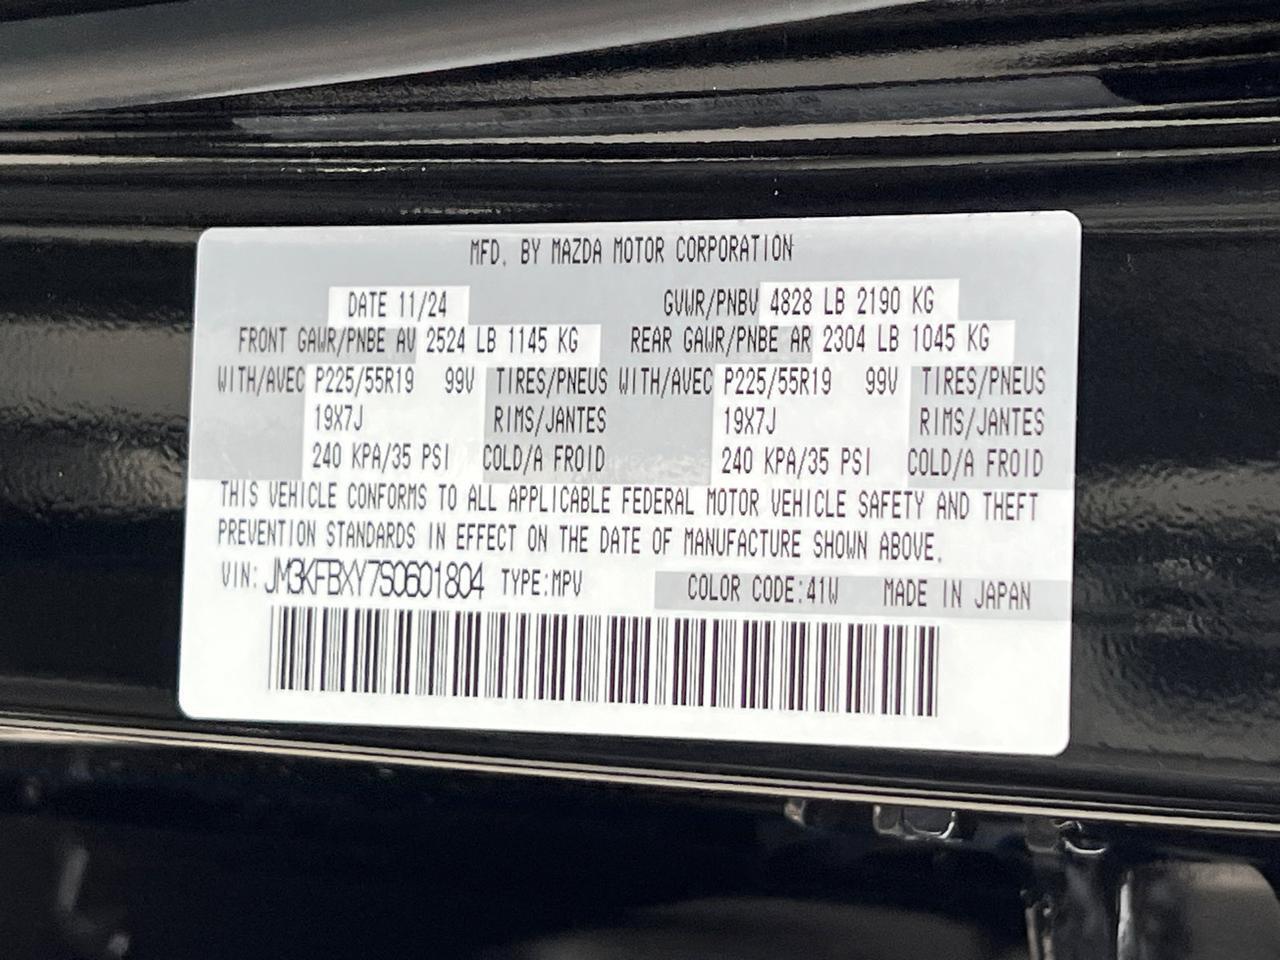 MFD. BY MAZDA MOTOR CORPORATION
DATE 11/24 GVWR/PNBV 4828 LB 2190 KG
FRONT GAWR/PNBE AV 2524 LB 1145 KG REAR GAWR/PNBE AR 2304 LB 1045 KG
WITH/AVEC P225/55R19 99V TIRES/PNEUS WITH/AVEC P225/55R19 99V TIRES/PNEUS
19X7J RIMS/JANTES 19X7J RIMS/JANTES
240 KPA/35 PSI COLD/A FROID 240 KPA/35 PSI COLD/A FROID
THIS VEHICLE CONFORMS TO ALL APPLICABLE FEDERAL MOTOR VEHICLE SAFETY AND THEFT
PREVENTION STANDARDS IN EFFECT ON THE DATE OF MANUFACTURE SHOWN ABOVE.
VIN: JM3KFBXY7S0601804 TYPE:MPV COLOR CODE:41W MADE IN JAPAN